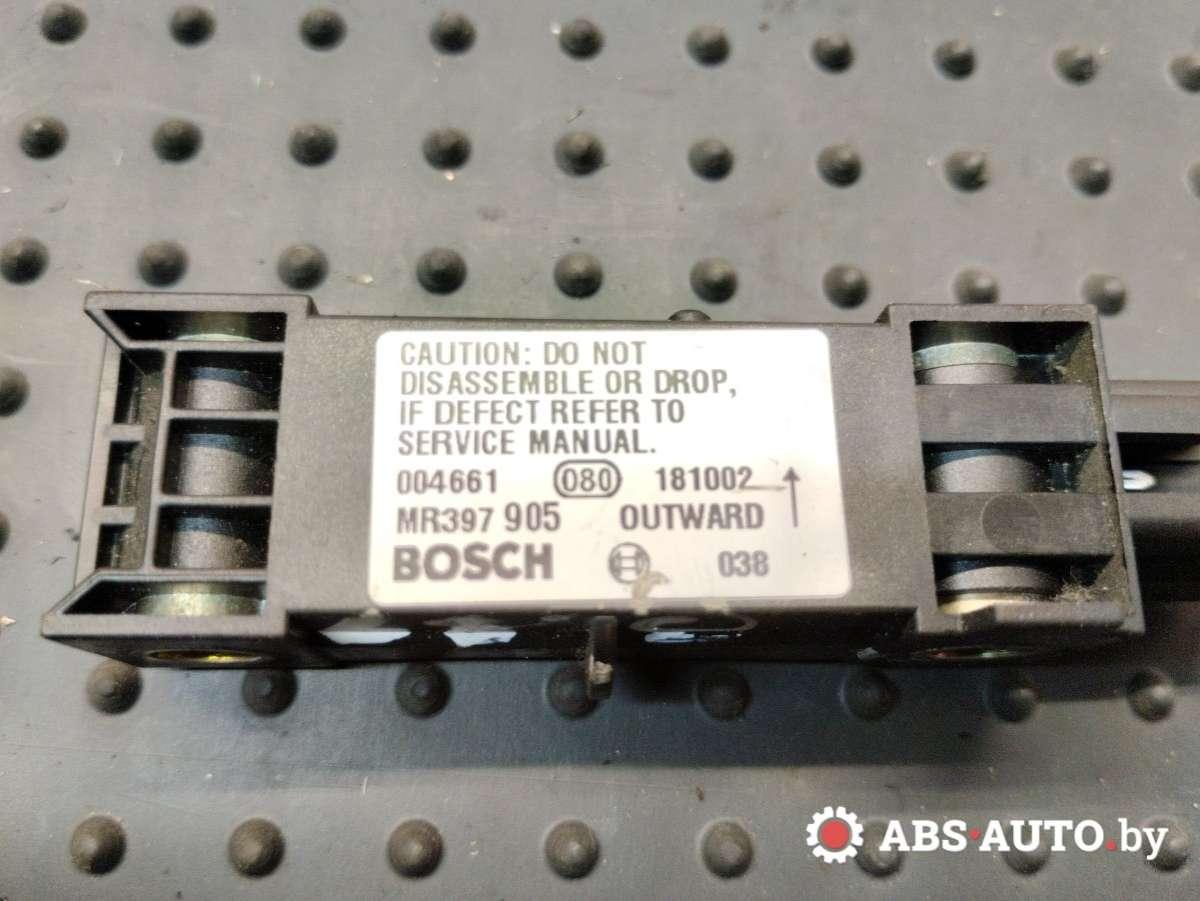 CAUTION: DO NOT
DISASSEMBLE OR DROP,
IF DEFECT REFER TO
SERVICE MANUAL.
004661 080 181002
MR397 905 OUTWARD
BOSCH 038
ABS-AUTO.by